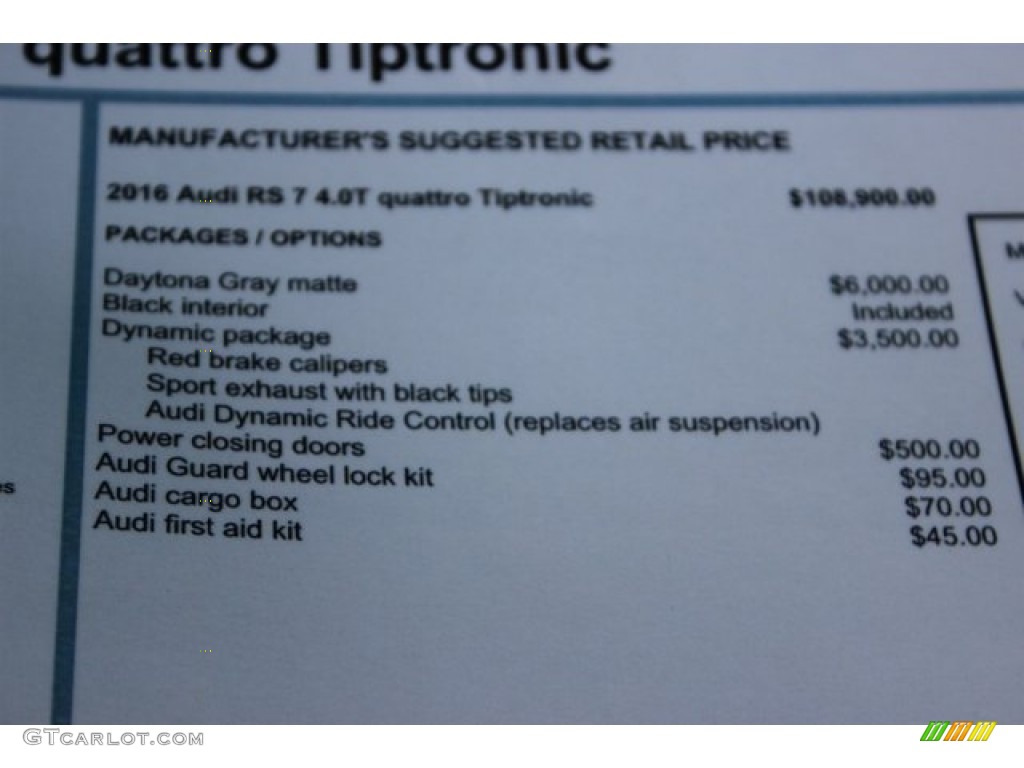 quattro Tiptronic
MANUFACTURER'S SUGGESTED RETAIL PRICE
2016 Audi RS 7 4.0T quattro Tiptronic $108,900.00
PACKAGES / OPTIONS
Daytona Gray matte $6,000.00
Black interior Included
Dynamic package $3,500.00
Red brake calipers
Sport exhaust with black tips
Audi Dynamic Ride Control (replaces air suspension)
Power closing doors $500.00
Audi Guard wheel lock kit $95.00
Audi cargo box $70.00
Audi first aid kit $45.00
GTCARLOT.COM